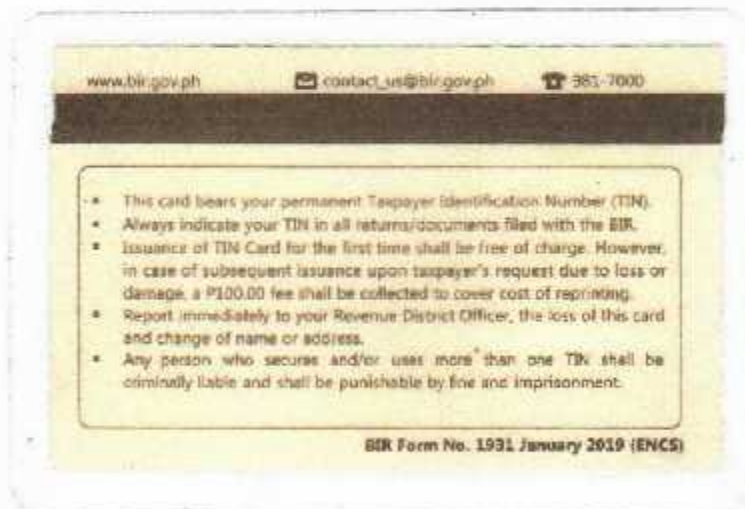 www.bir.gov.ph contact_us@bir.gov.ph 981-7000
• This card bears your permanent Taxpayer Identification Number (TIN).
• Always indicate your TIN in all returns/documents filed with the BIR.
• Issuance of TIN Card for the first time shall be free of charge. However,
in case of subsequent issuance upon taxpayer's request due to loss or
damage, a P100.00 fee shall be collected to cover cost of reprinting.
• Report immediately to your Revenue District Officer, the loss of this card
and change of name or address.
• Any person who secures and/or uses more than one TIN shall be
criminally liable and shall be punishable by fine and imprisonment.
BIR Form No. 1931 January 2019 (ENCS)